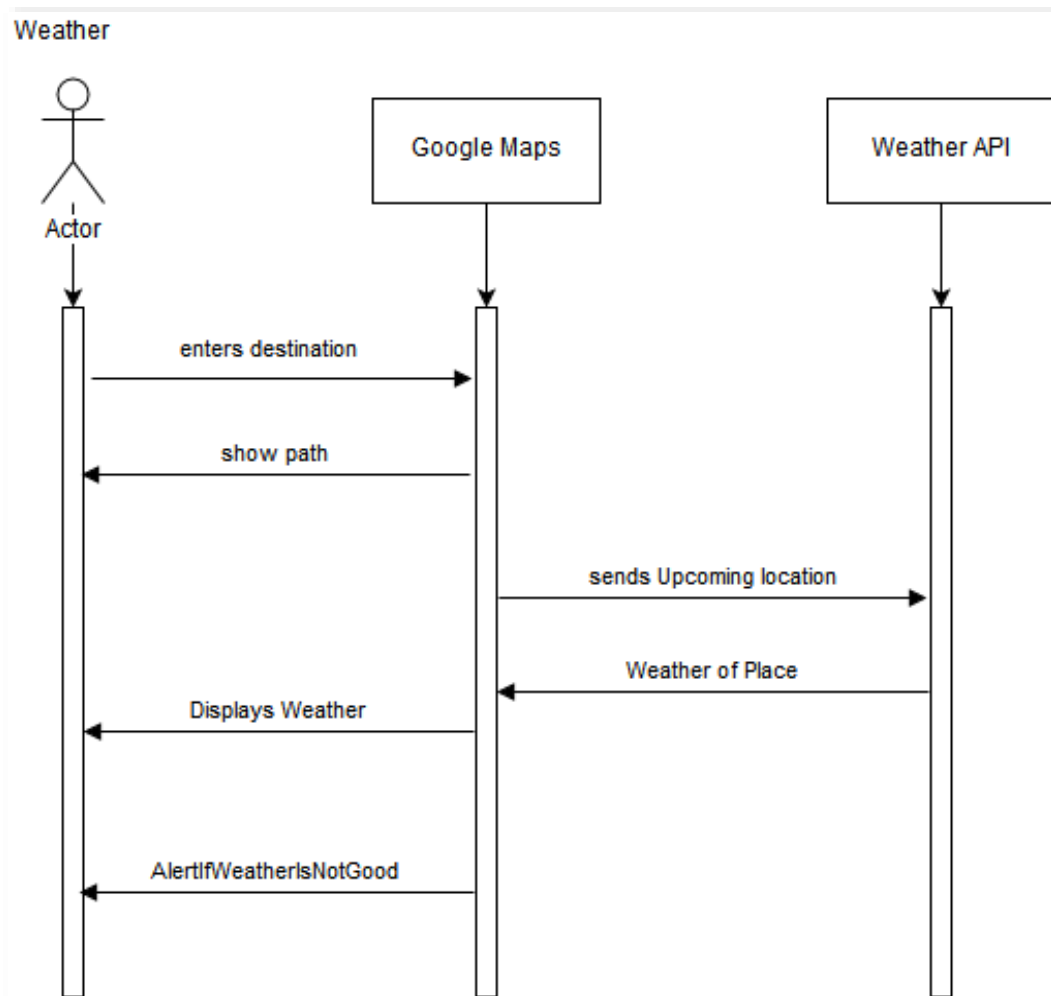 Weather
Actor
Google Maps
Weather API
enters destination
show path
sends Upcoming location
Weather of Place
Displays Weather
AlertIfWeatherIsNotGood